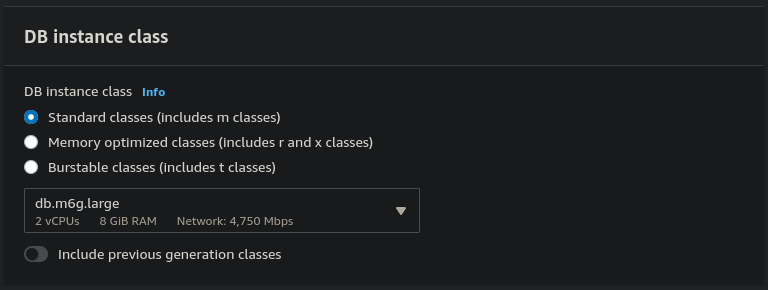 DB instance class
DB instance class Info
Standard classes (includes m classes)
Memory optimized classes (includes r and x classes)
Burstable classes (includes t classes)
db.m6g.large
2 vCPUs 8 GiB RAM Network: 4,750 Mbps
Include previous generation classes